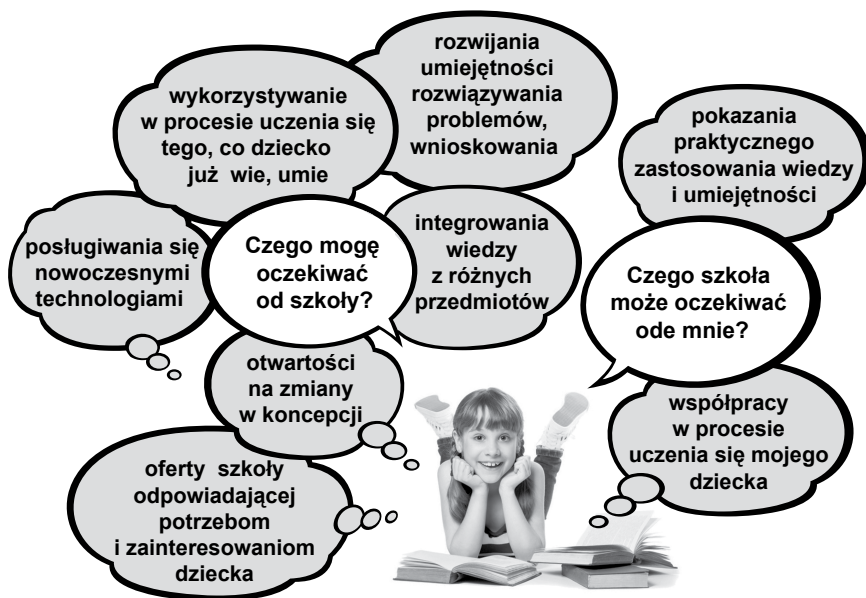 rozwijania
umiejętności
rozwiązywania
problemów,
wnioskowania
wykorzystywanie
w procesie uczenia się
tego, co dziecko
już wie, umie
pokazania
praktycznego
zastosowania wiedzy
i umiejętności
posługiwania się
nowoczesnymi
technologiami
Czego mogę
oczekiwać
od szkoły?
integrowania
wiedzy
z różnych
przedmiotów
Czego szkoła
może oczekiwać
ode mnie?
otwartości
na zmiany
w koncepcji
współpracy
w procesie
uczenia się mojego
dziecka
oferty szkoły
odpowiadającej
potrzebom
i zainteresowaniom
dziecka